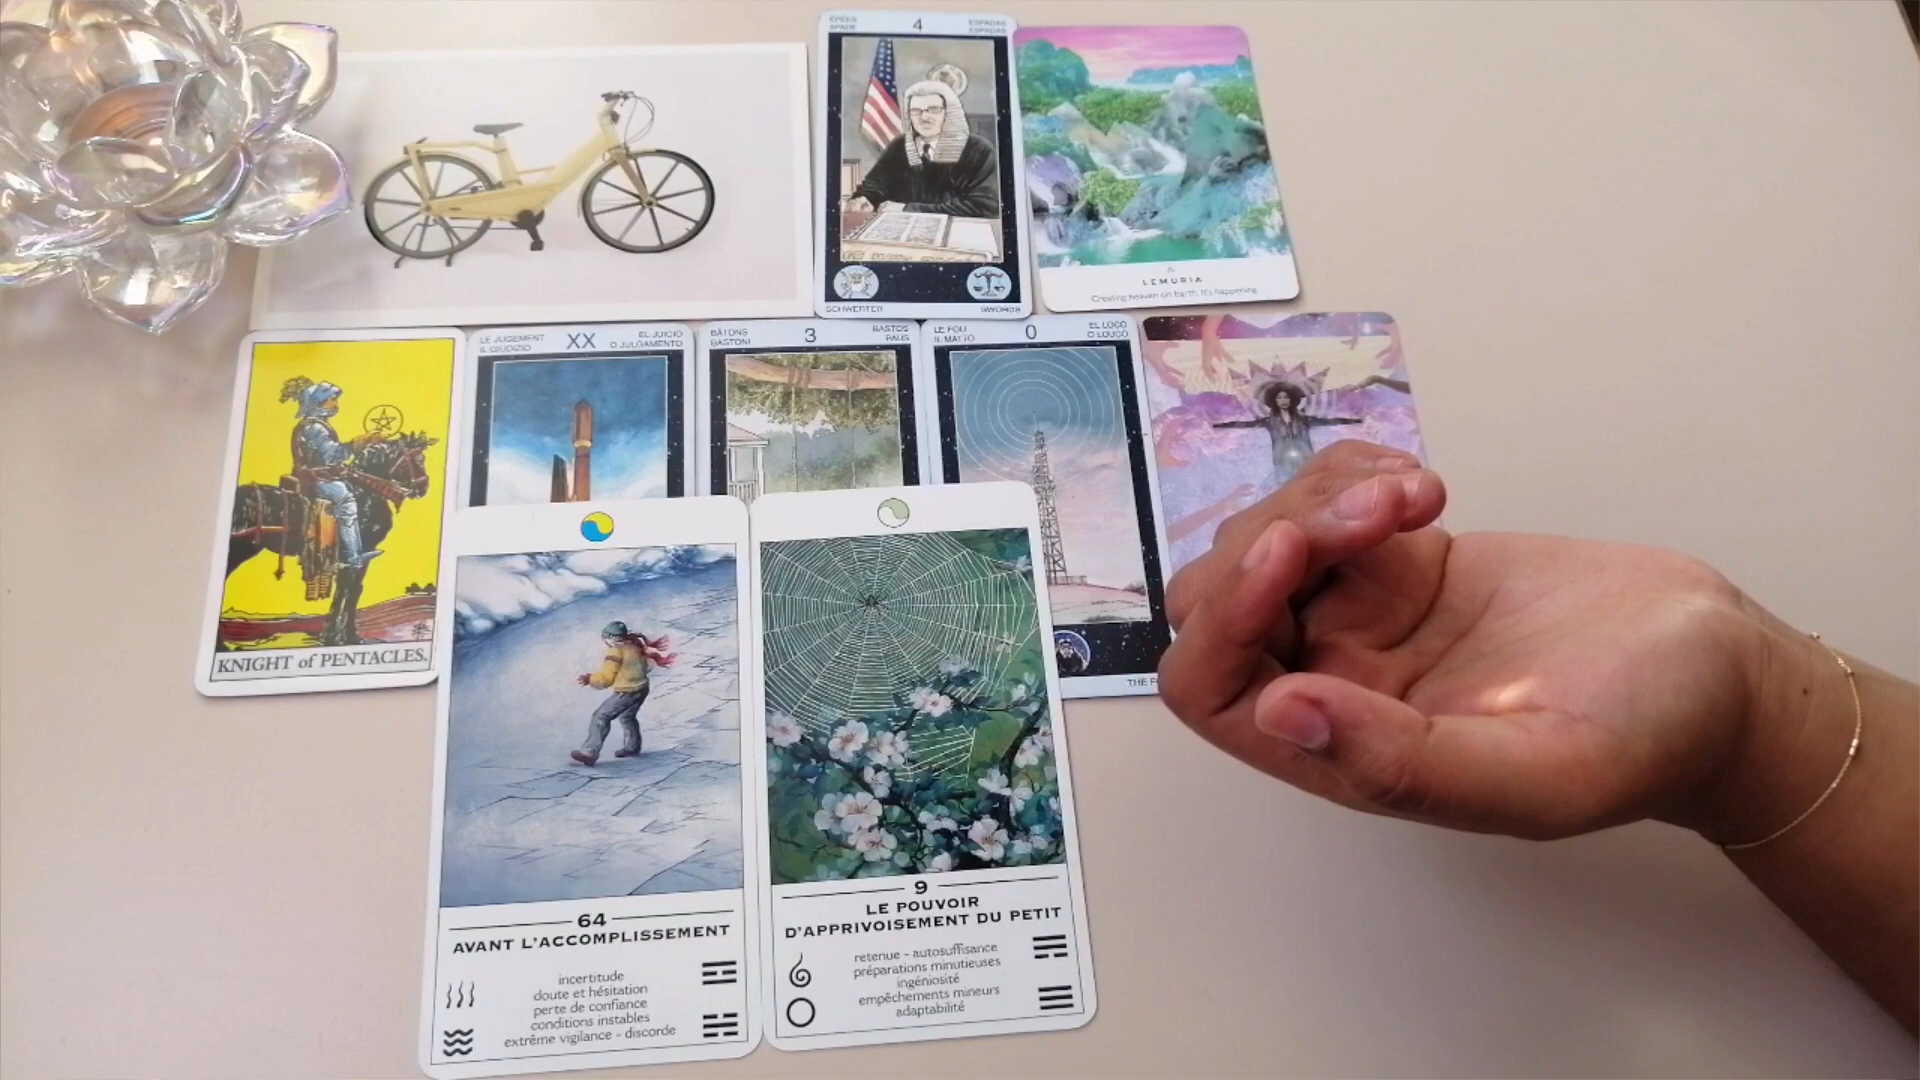 ÉPÉES
SPADE
4
ESPADAS
ESPADAS
SCHWERTER
SWORDS
6
LEMURIA
Creating heaven on Earth. It's happening.
KNIGHT of PENTACLES.
LE JUGEMENT
IL GIUDIZIO
XX
EL JUICIO
O JULGAMENTO
BÂTONS
BASTONI
3
BASTOS
PAUS
LE FOU
IL MATTO
0
EL LOCO
O LOUCO
THE
64
AVANT L'ACCOMPLISSEMENT
incertitude
doute et hésitation
perte de confiance
conditions instables
extrême vigilance - discorde
9
LE POUVOIR
D'APPRIVOISEMENT DU PETIT
retenue - autosuffisance
préparations minutieuses
ingéniosité
empêchements mineurs
adaptabilité